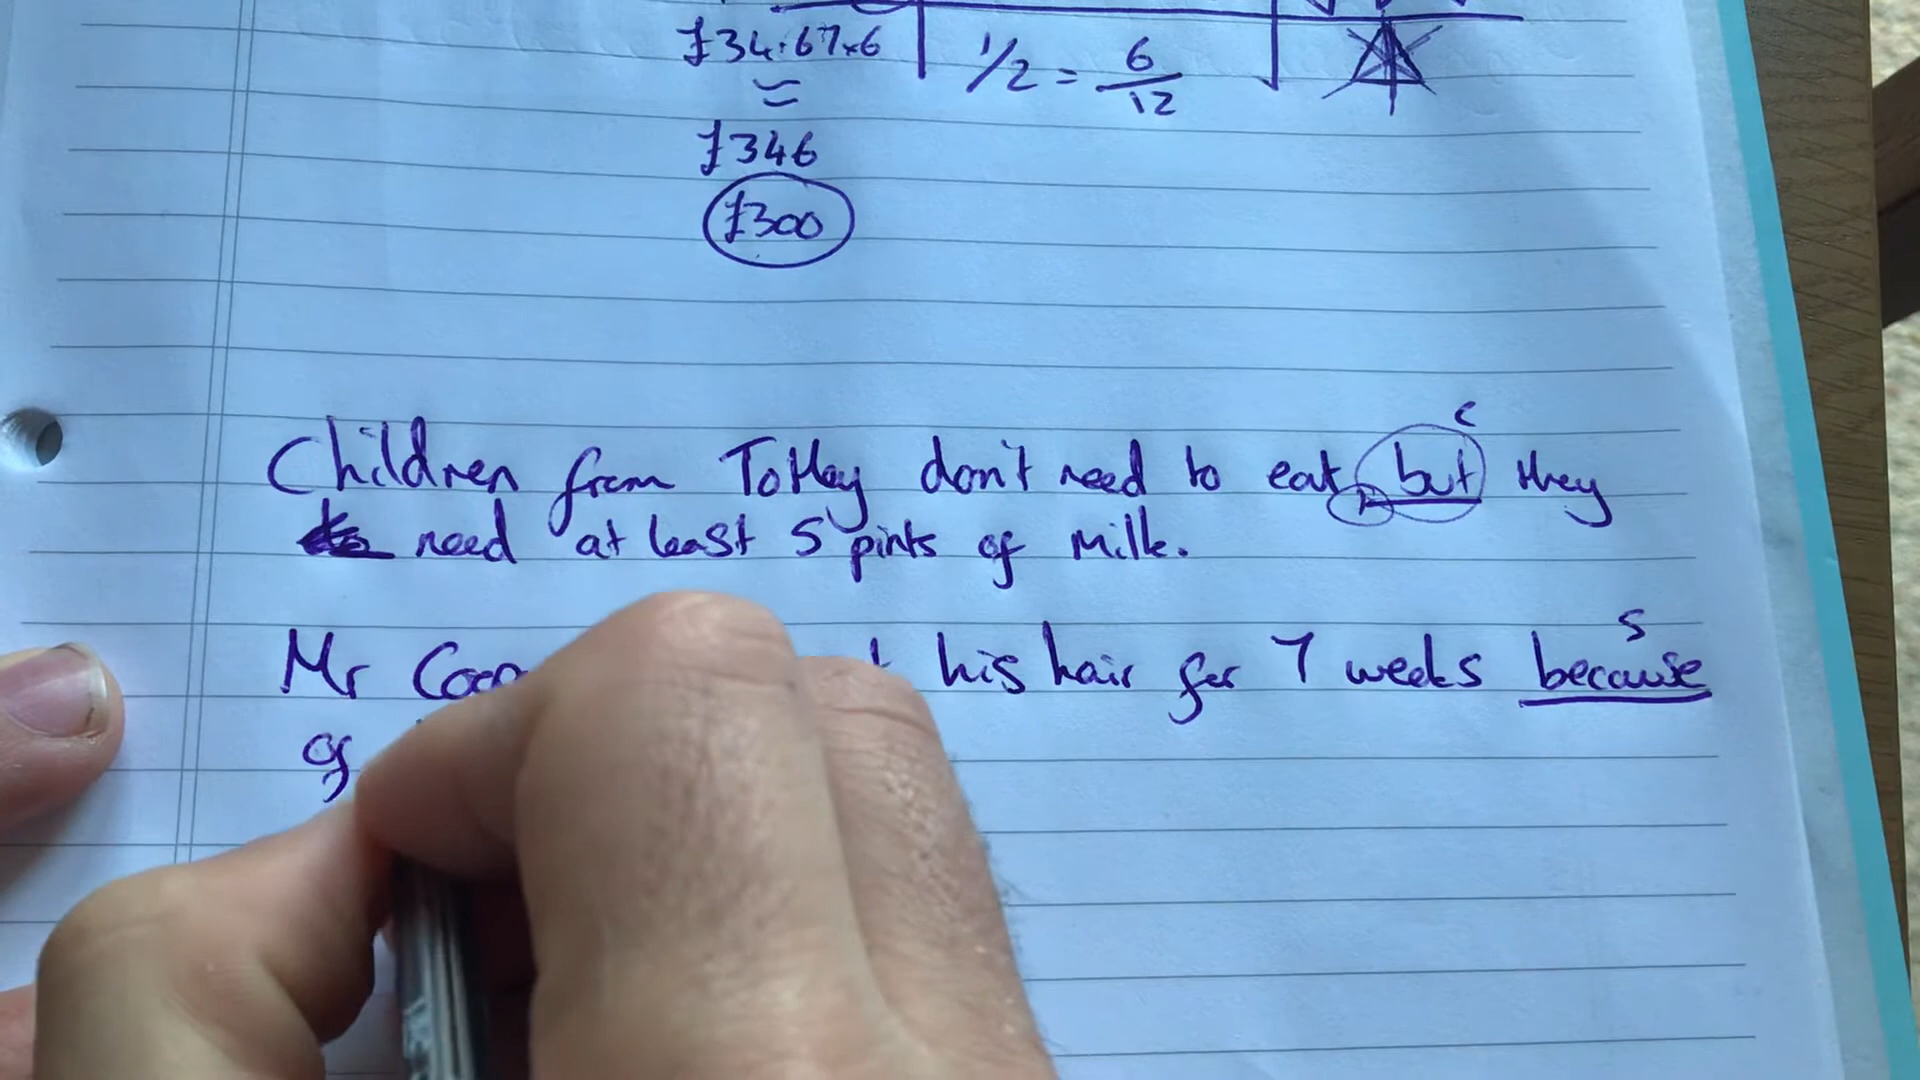 £34.67×6
≈
£346
£300
1/2 = 6/12
c
Children from Totley don't need to eat, but they
need at least 5 pints of milk.
s
Mr his hair for 7 weeks because
of